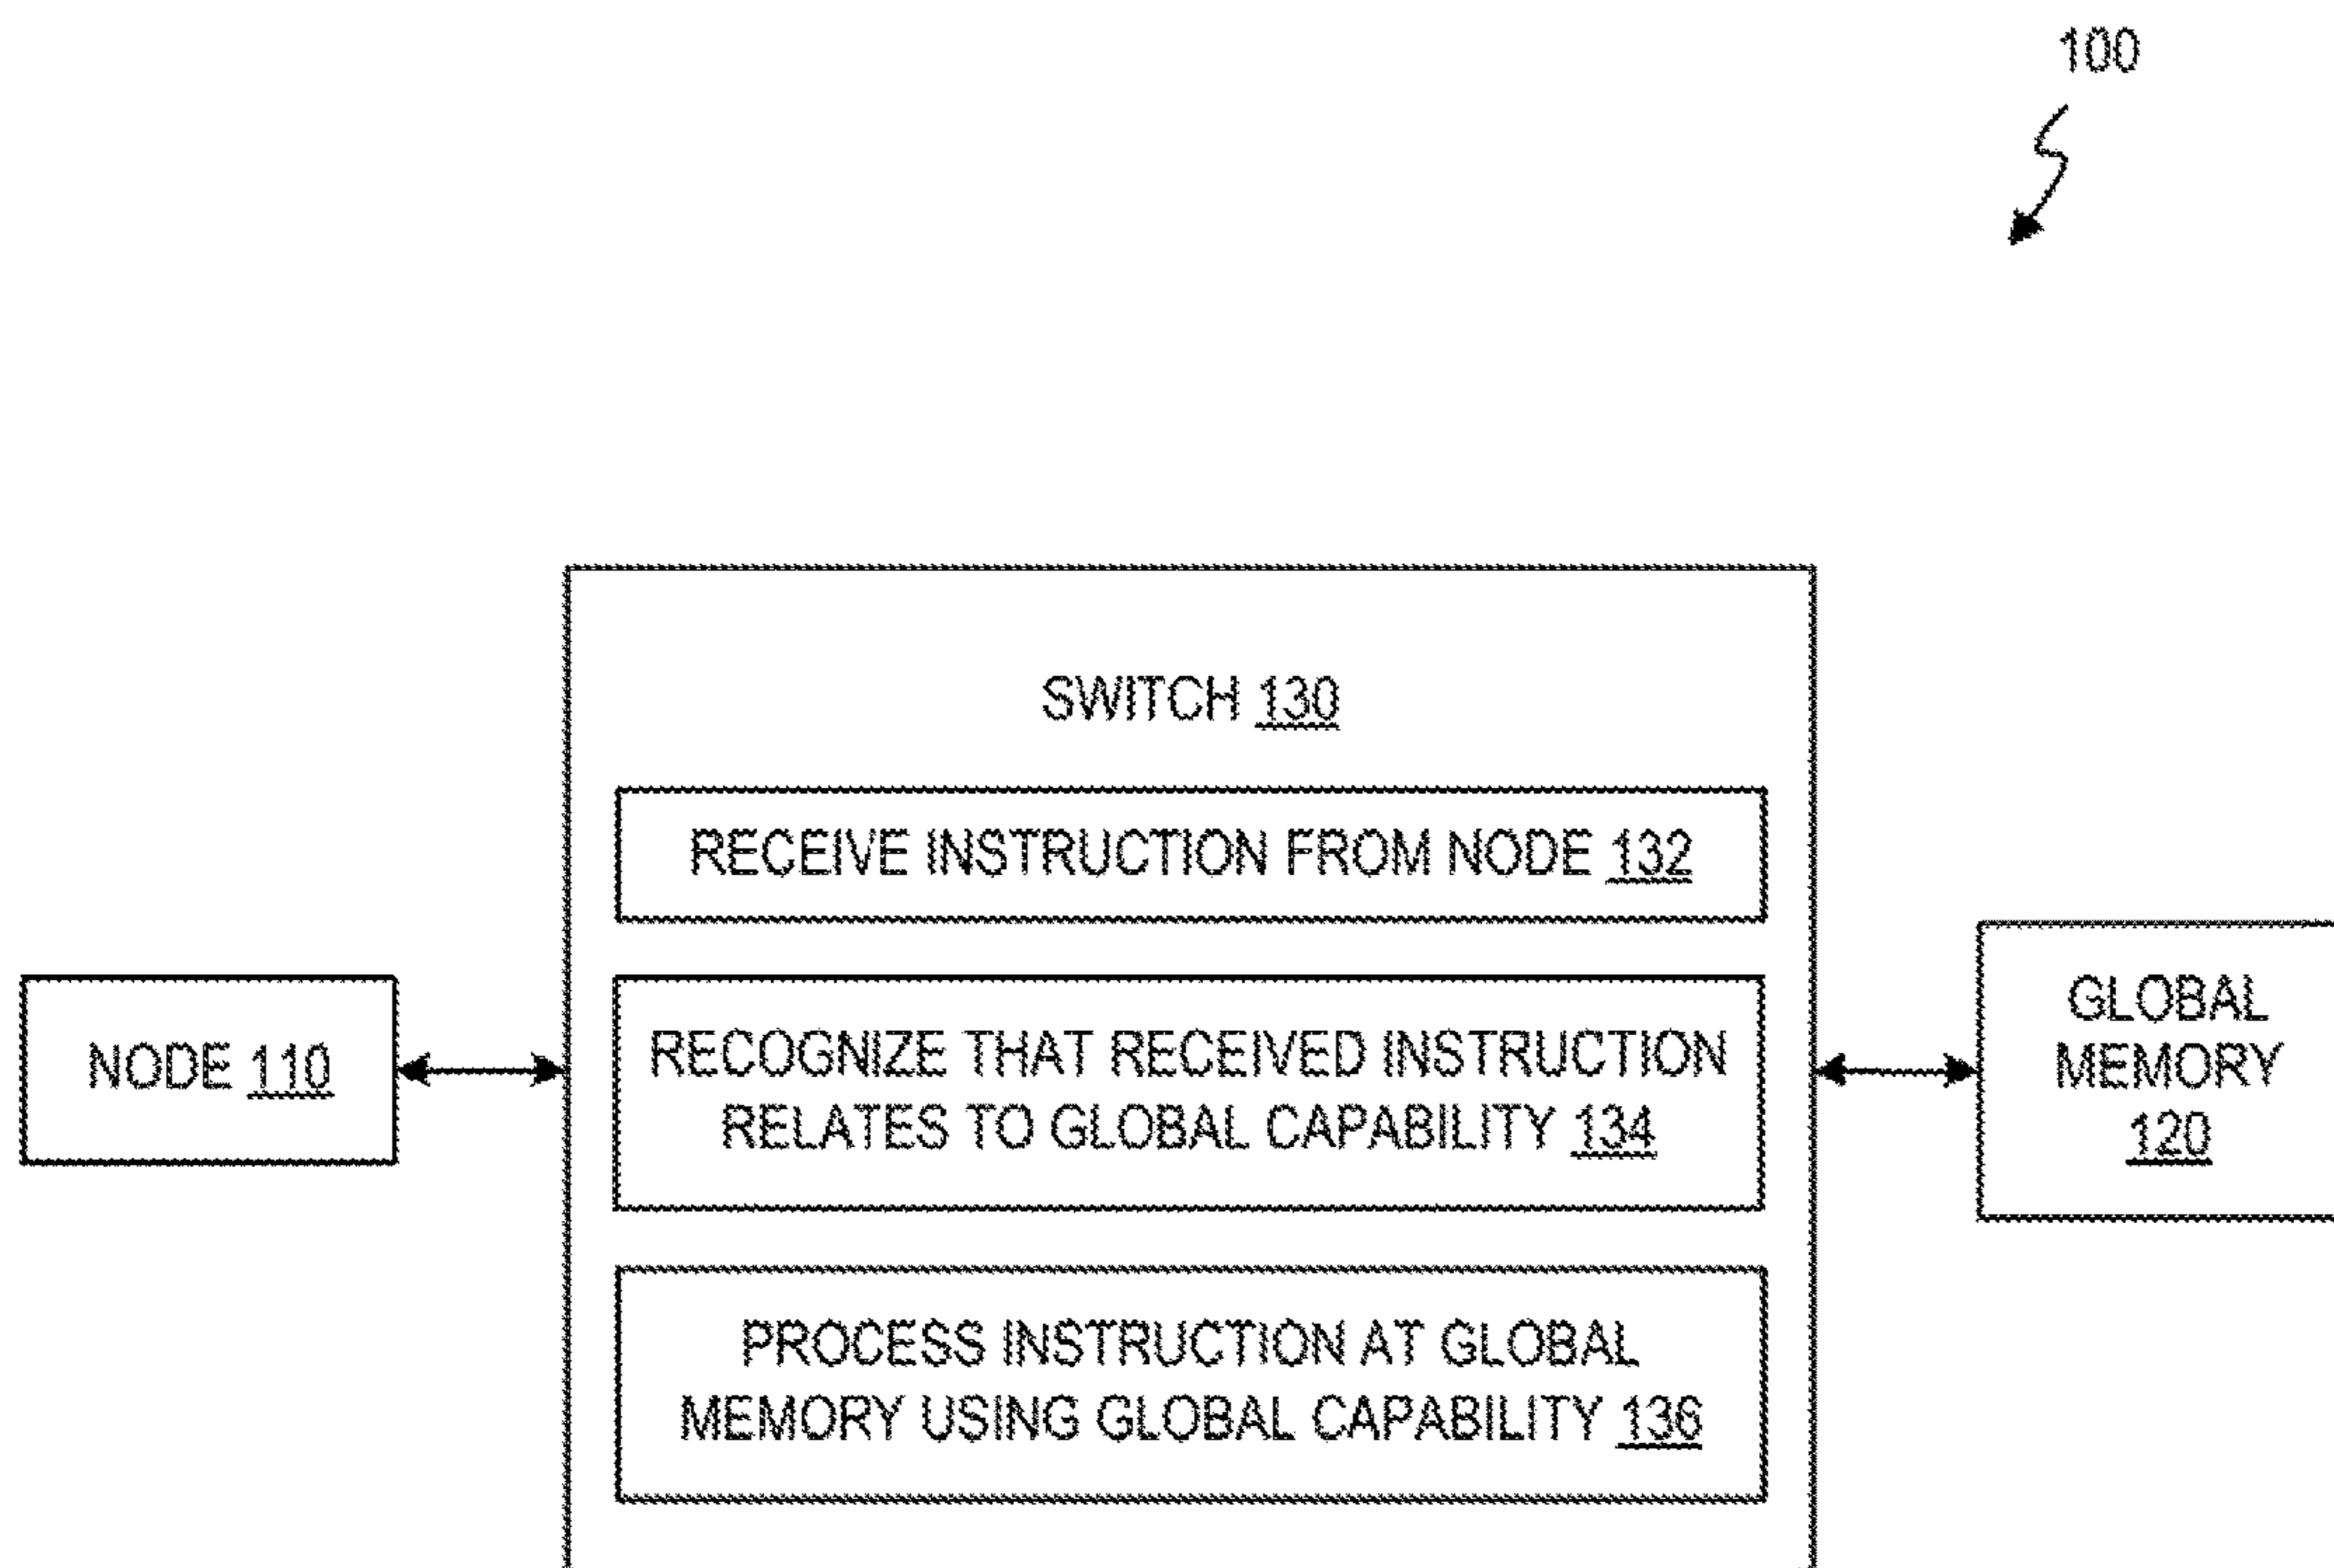 100
SWITCH 130
RECEIVE INSTRUCTION FROM NODE 132
NODE 110
RECOGNIZE THAT RECEIVED INSTRUCTION
RELATES TO GLOBAL CAPABILITY 134
GLOBAL
MEMORY
120
PROCESS INSTRUCTION AT GLOBAL
MEMORY USING GLOBAL CAPABILITY 136